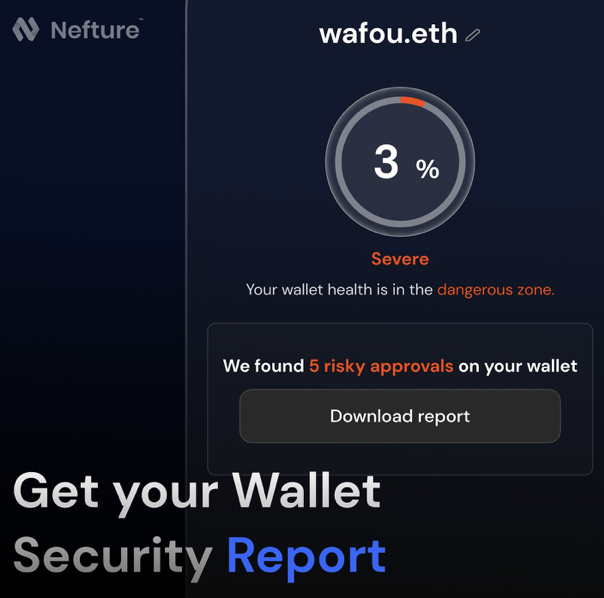 Nefture™
wafou.eth
3 %
Severe
Your wallet health is in the dangerous zone.
We found 5 risky approvals on your wallet
Download report
Get your Wallet
Security Report